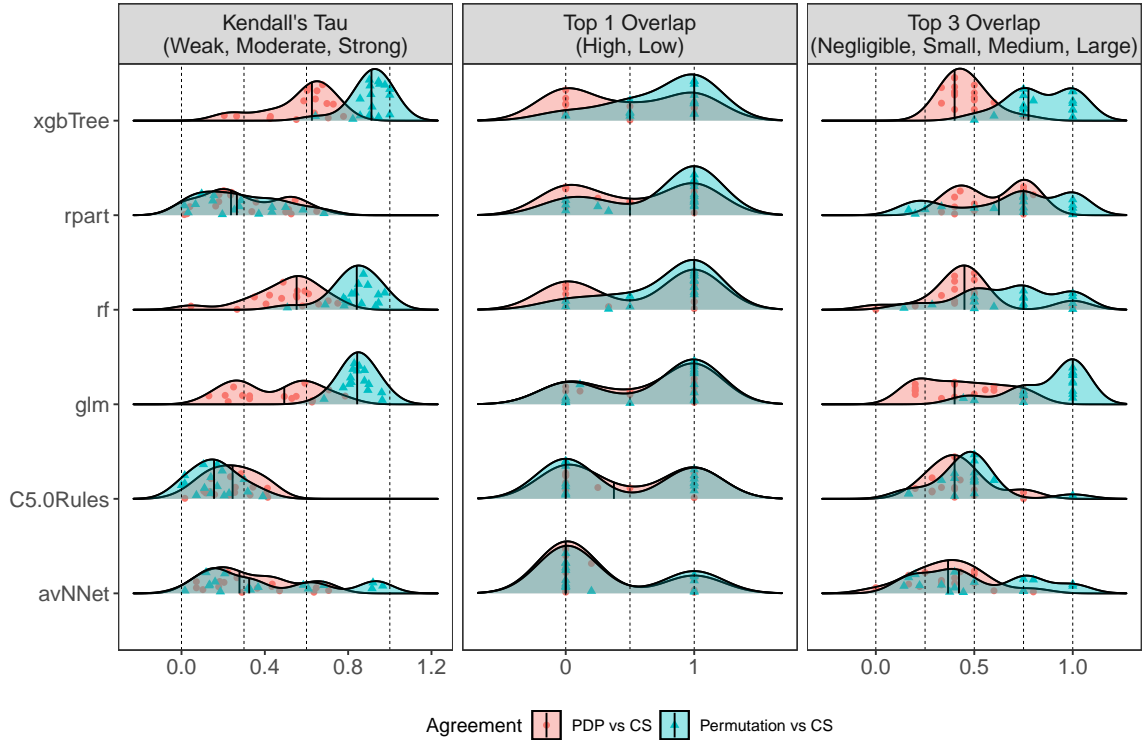 Kendall's Tau
(Weak, Moderate, Strong)
Top 1 Overlap
(High, Low)
Top 3 Overlap
(Negligible, Small, Medium, Large)
xgbTree
rpart
rf
glm
C5.0Rules
avNNet
0.0 0.4 0.8 1.2
0 1
0.0 0.5 1.0
Agreement PDP vs CS Permutation vs CS